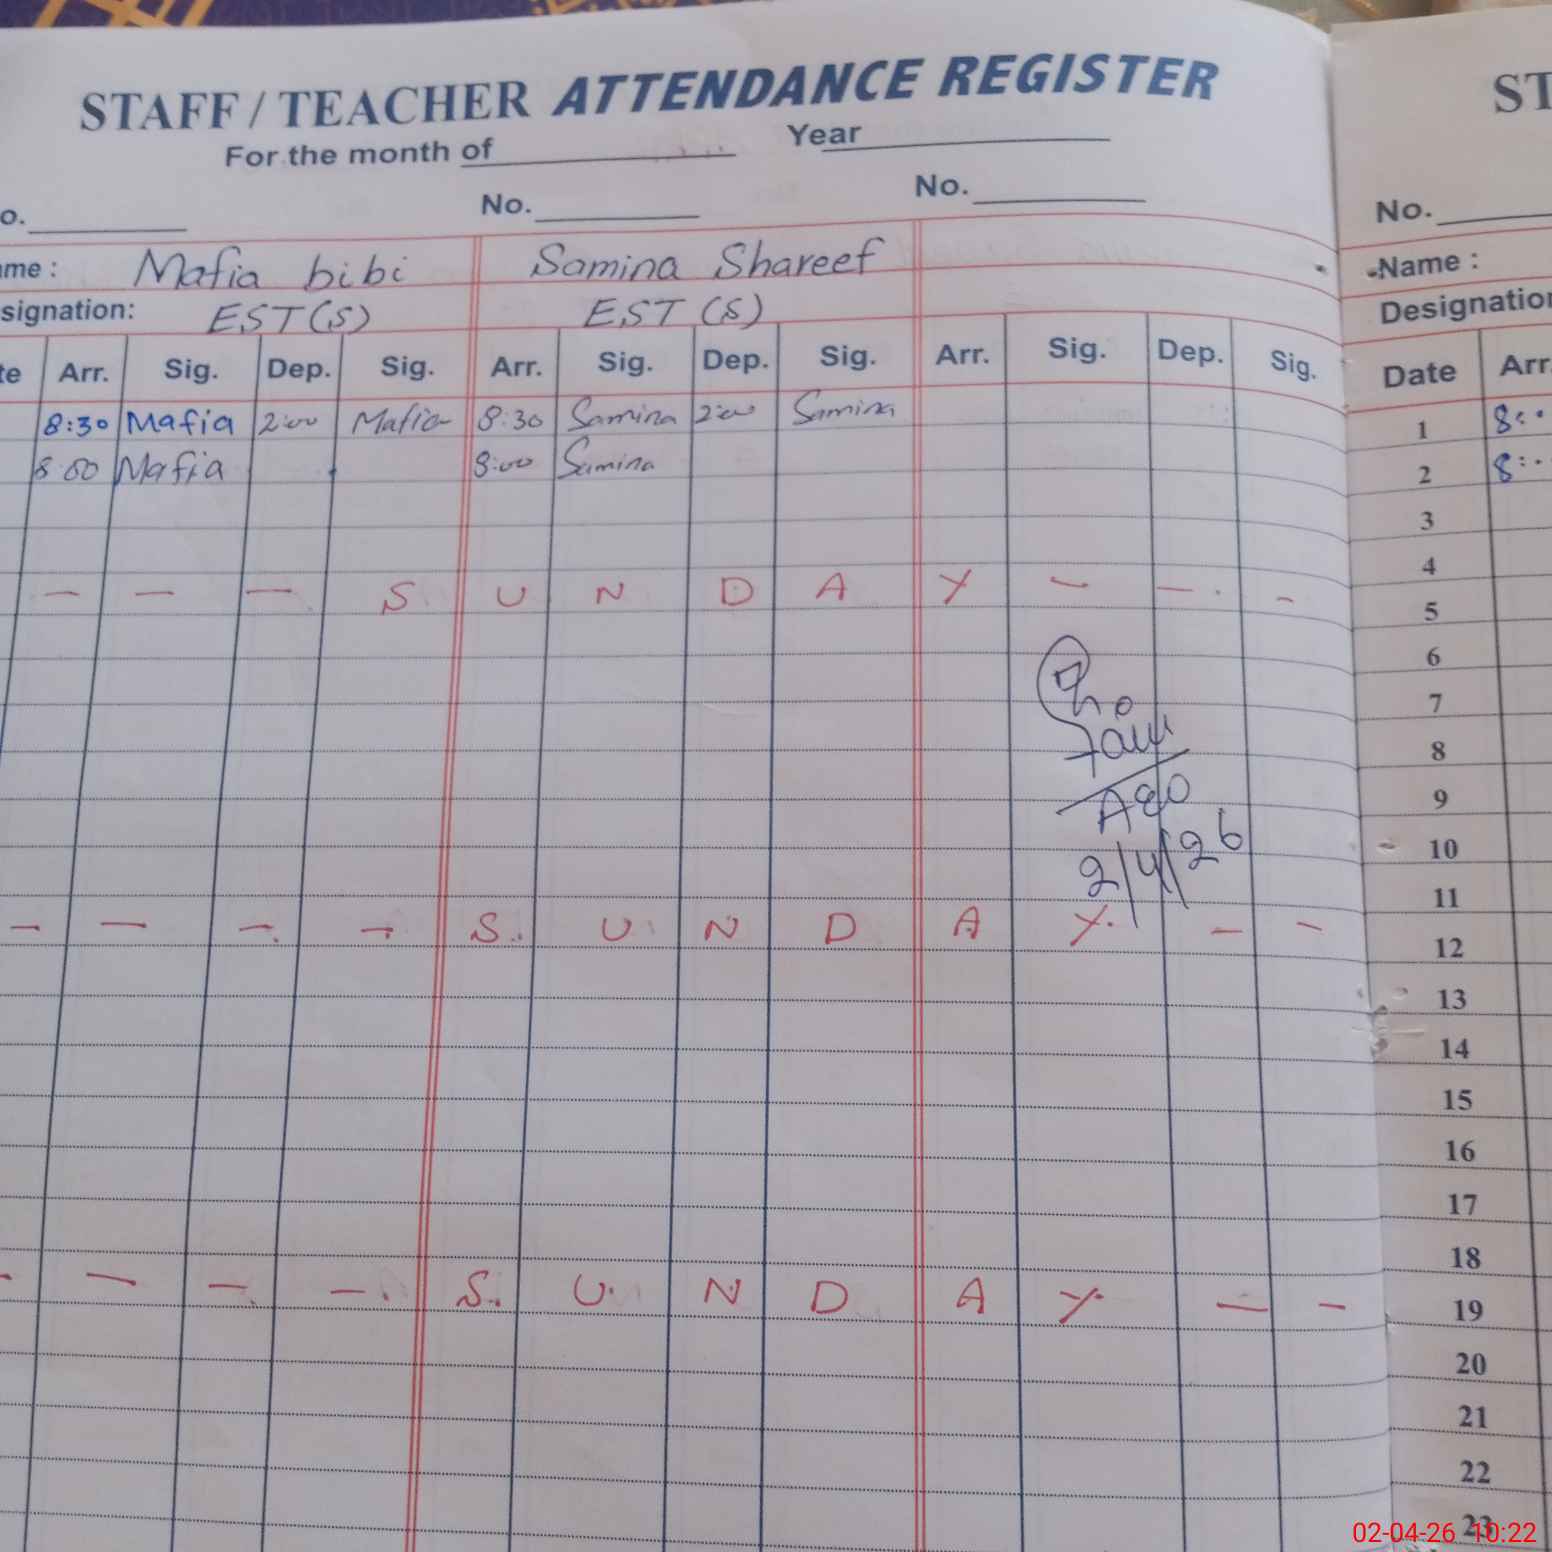 STAFF / TEACHER ATTENDANCE REGISTER
For the month of Year
o. No. No.
ame : Mafia bibi Samina Shareef
signation: EST (S) EST (S)
te Arr. Sig. Dep. Sig. Arr. Sig. Dep. Sig. Arr. Sig. Dep. Sig.
8:30 Mafia 2:00 Mafia 8:30 Samina 2:00 Samina
8:00 Mafia 8:00 Samina
— — — S U N D A Y — — —
AEO
2/4/26
— — — — S U N D A Y — —
— — — — S U N D A Y — —
ST
No.
Name :
Designation
Date Arr.
1 8:
2 8:
3
4
5
6
7
8
9
10
11
12
13
14
15
16
17
18
19
20
21
22
23
02-04-26 10:22